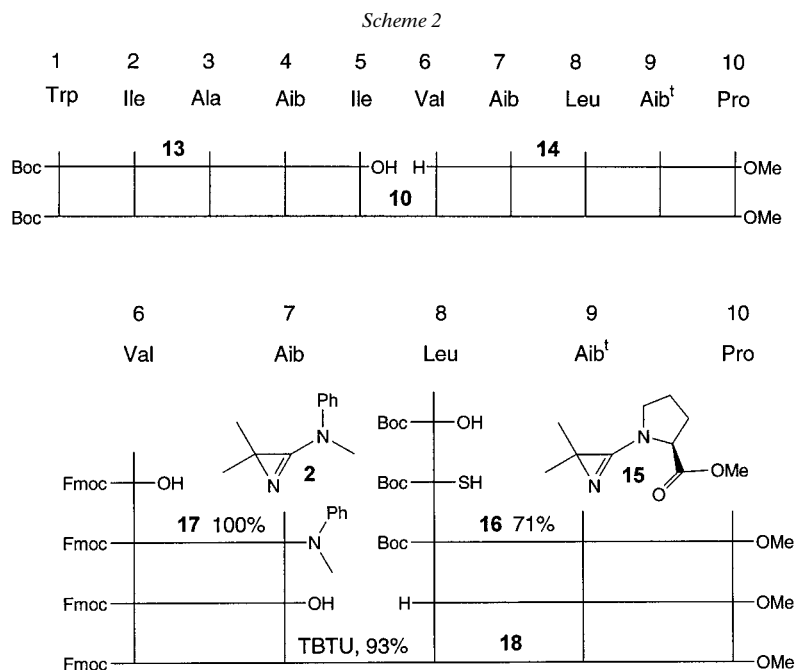 Scheme 2
1 2 3 4 5 6 7 8 9 10
Trp Ile Ala Aib Ile Val Aib Leu Aibᵗ Pro
13 14
Boc OH H OMe
10
Boc OMe
6 7 8 9 10
Val Aib Leu Aibᵗ Pro
Ph
N
N
2
Boc OH
N
N
OMe
O
15
Fmoc OH
Boc SH
17 100% Ph 16 71%
Fmoc N Boc OMe
Fmoc OH H OMe
TBTU, 93% 18
Fmoc OMe